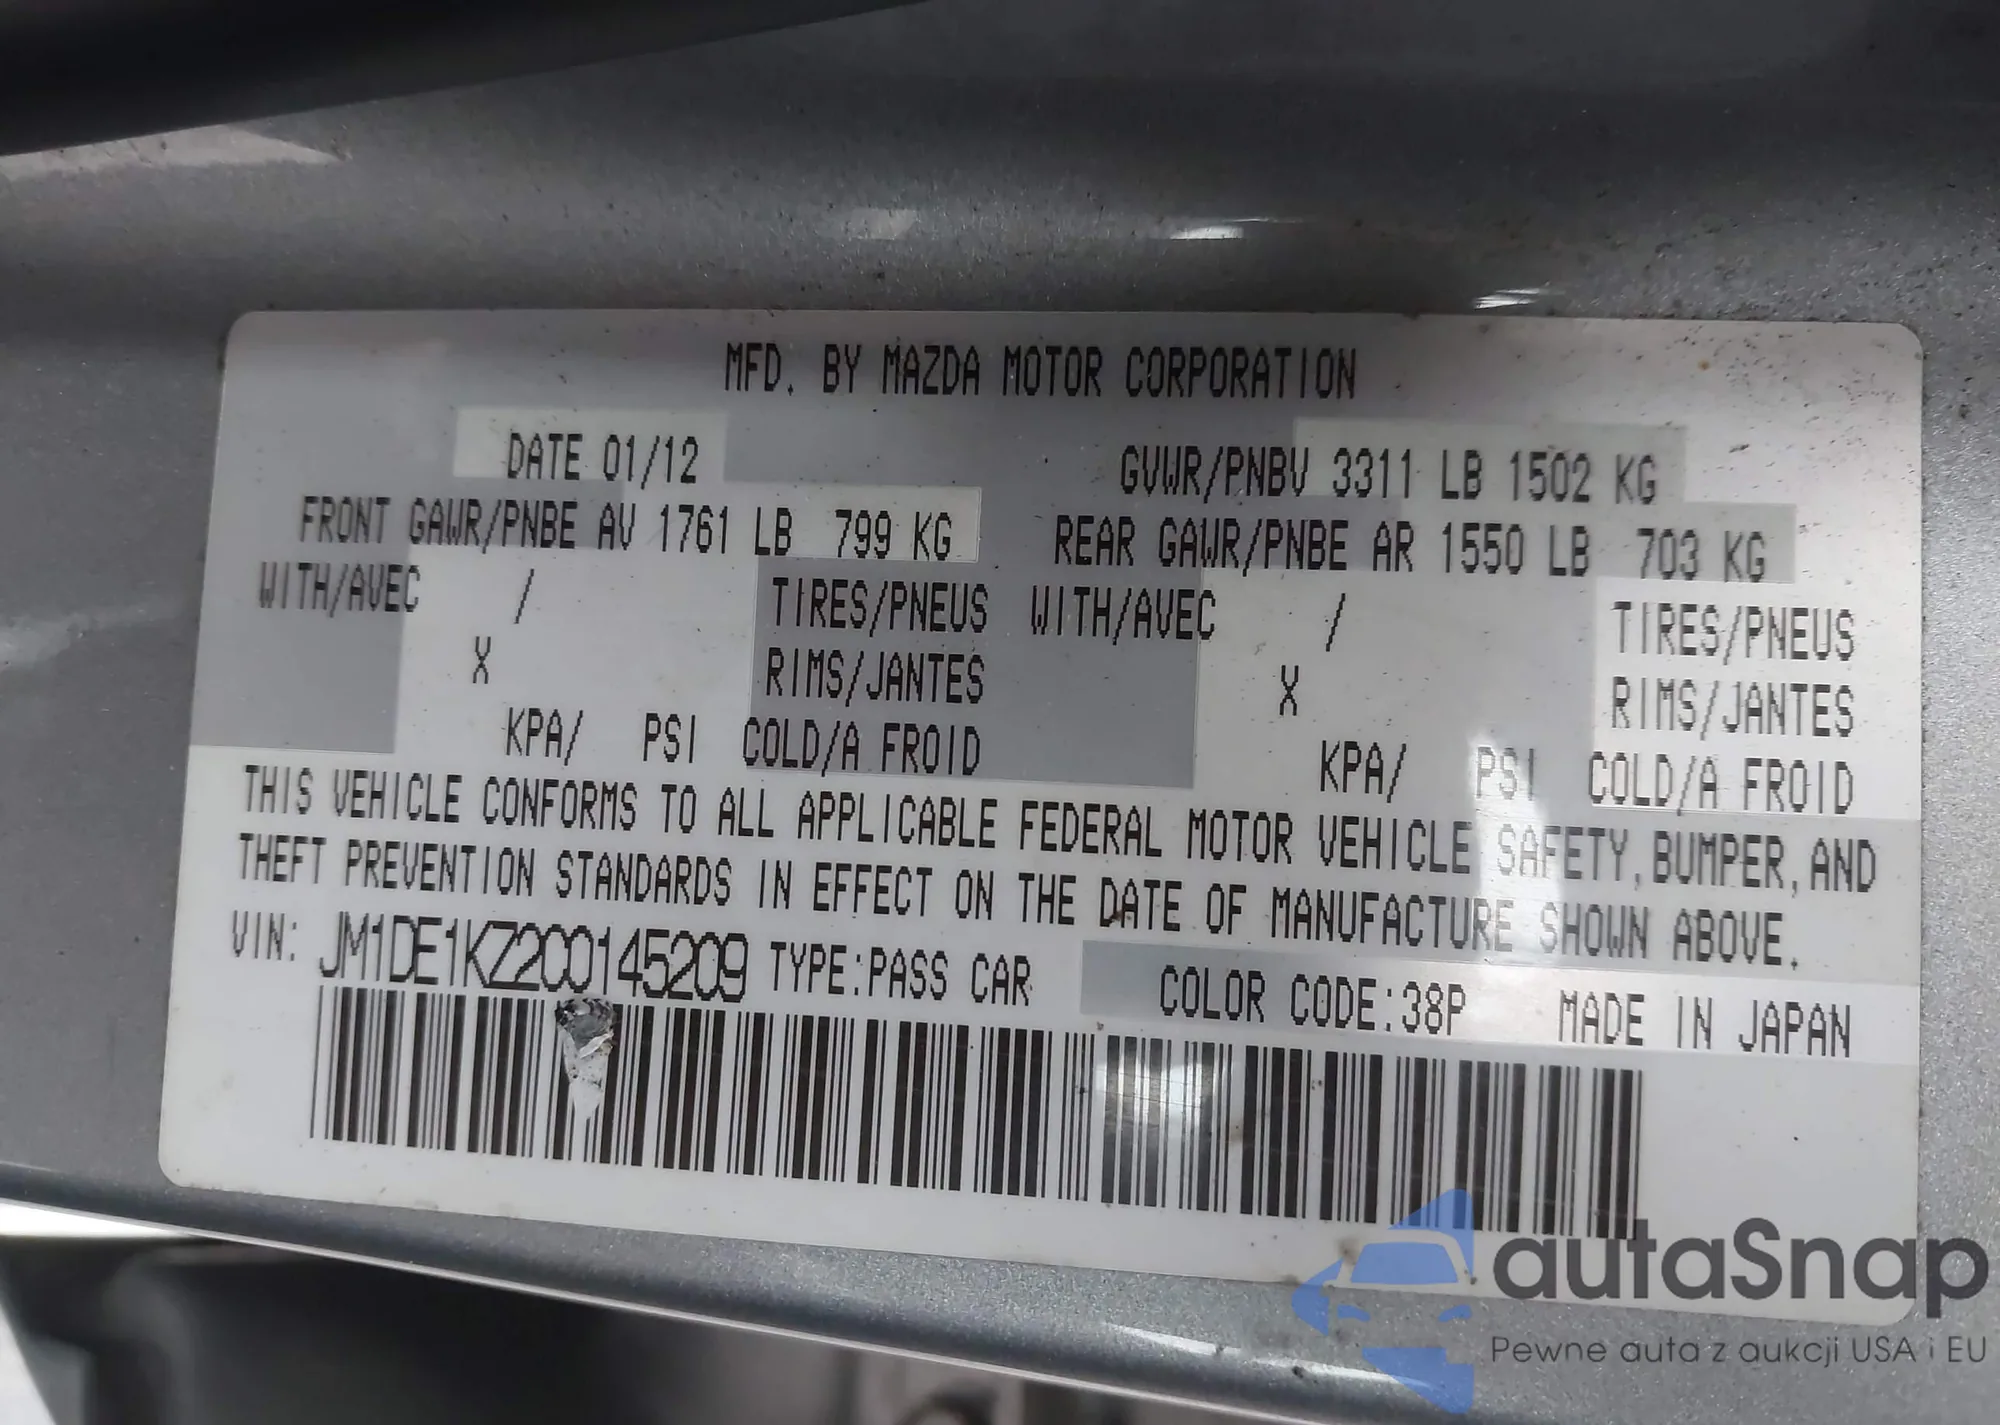 MFD. BY MAZDA MOTOR CORPORATION
DATE 01/12 GVWR/PNBV 3311 LB 1502 KG
FRONT GAWR/PNBE AV 1761 LB 799 KG REAR GAWR/PNBE AR 1550 LB 703 KG
WITH/AVEC / TIRES/PNEUS WITH/AVEC / TIRES/PNEUS
X RIMS/JANTES X RIMS/JANTES
KPA/ PSI COLD/A FROID KPA/ PSI COLD/A FROID
THIS VEHICLE CONFORMS TO ALL APPLICABLE FEDERAL MOTOR VEHICLE SAFETY, BUMPER, AND
THEFT PREVENTION STANDARDS IN EFFECT ON THE DATE OF MANUFACTURE SHOWN ABOVE.
VIN: JM1DE1KZ2C0145209 TYPE:PASS CAR COLOR CODE:38P MADE IN JAPAN
autaSnap
Pewne auta z aukcji USA i EU